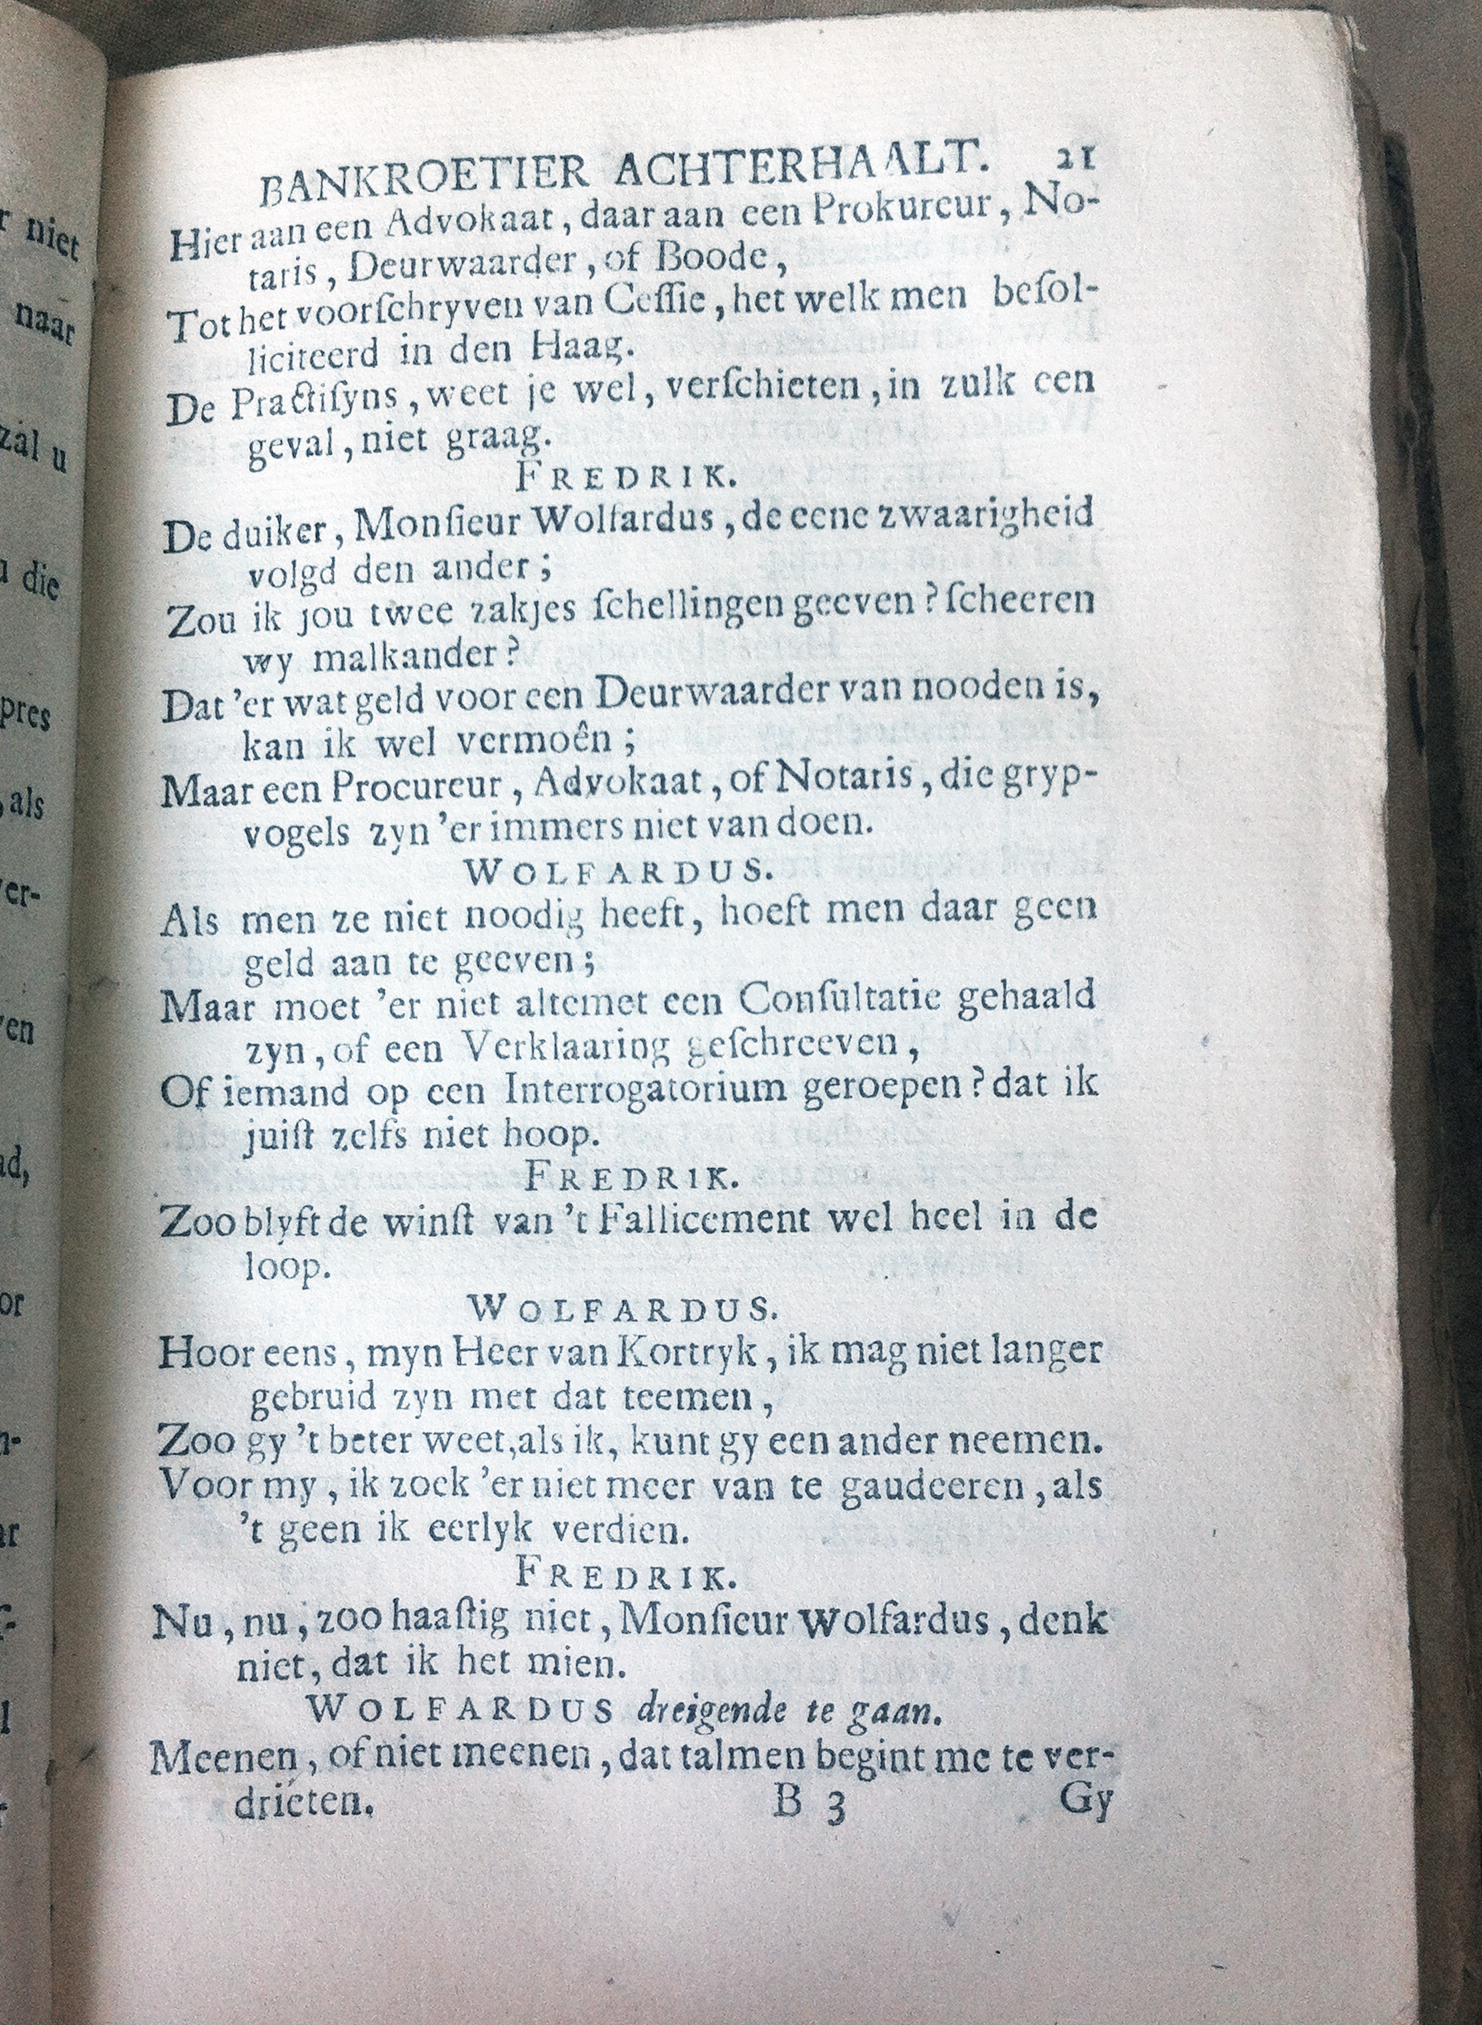 BANKROETIER ACHTERHAALT. 21
Hier aan een Advokaat, daar aan een Prokureur, No-
taris, Deurwaarder, of Boode,
Tot het voorſchryven van Ceſſie, het welk men beſol-
liciteerd in den Haag.
De Practiſyns, weet je wel, verſchieten, in zulk een
geval, niet graag.
FREDRIK.
De duiker, Monſieur Wolfardus, de eene zwaarigheid
volgd den ander;
Zou ik jou twee zakjes ſchellingen geeven? ſcheeren
wy malkander?
Dat 'er wat geld voor een Deurwaarder van nooden is,
kan ik wel vermoên;
Maar een Procureur, Advokaat, of Notaris, die gryp-
vogels zyn 'er immers niet van doen.
WOLFARDUS.
Als men ze niet noodig heeft, hoeft men daar geen
geld aan te geeven;
Maar moet 'er niet altemet een Conſultatie gehaald
zyn, of een Verklaaring geſchreeven,
Of iemand op een Interrogatorium geroepen? dat ik
juiſt zelfs niet hoop.
FREDRIK.
Zoo blyft de winſt van 't Fallicement wel heel in de
loop.
WOLFARDUS.
Hoor eens, myn Heer van Kortryk, ik mag niet langer
gebruid zyn met dat teemen,
Zoo gy 't beter weet, als ik, kunt gy een ander neemen.
Voor my, ik zoek 'er niet meer van te gaudeeren, als
't geen ik eerlyk verdien.
FREDRIK.
Nu, nu, zoo haaſtig niet, Monſieur Wolfardus, denk
niet, dat ik het mien.
WOLFARDUS dreigende te gaan.
Meenen, of niet meenen, dat talmen begint me te ver-
drieten.
B 3 Gy
r niet
naar
zal u
die
pres
, als
er-
en
ad,
or
ar